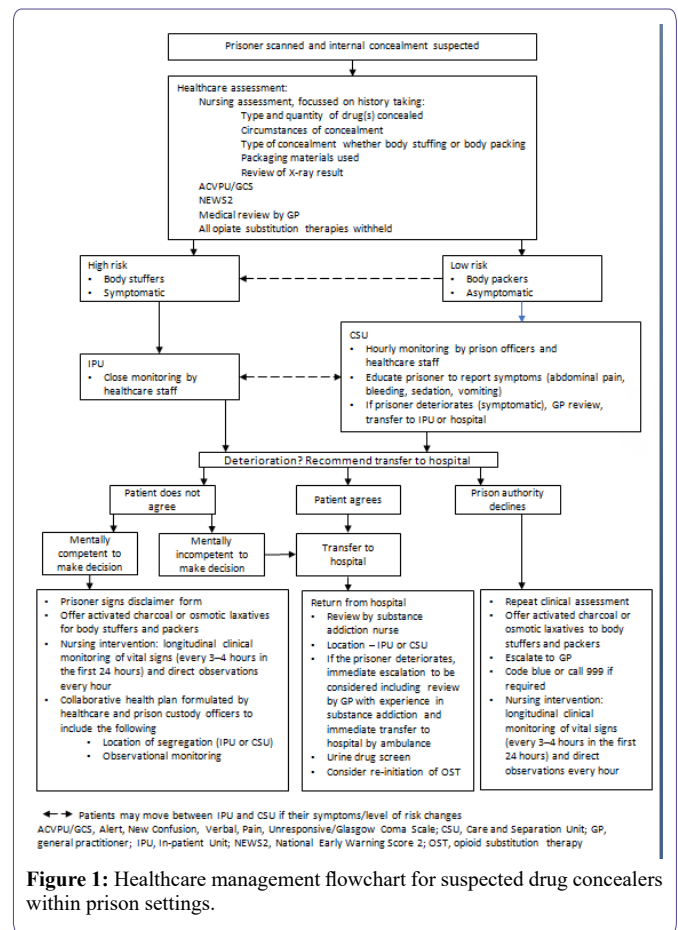 Prisoner scanned and internal concealment suspected
Healthcare assessment:
Nursing assessment, focussed on history taking:
Type and quantity of drug(s) concealed
Circumstances of concealment
Type of concealment whether body stuffing or body packing
Packaging materials used
Review of X-ray result
ACVPU/GCS
NEWS2
Medical review by GP
All opiate substitution therapies withheld
High risk
• Body stuffers
• Symptomatic
Low risk
• Body packers
• Asymptomatic
IPU
• Close monitoring by
healthcare staff
CSU
• Hourly monitoring by prison officers and
healthcare staff
• Educate prisoner to report symptoms (abdominal pain,
bleeding, sedation, vomiting)
• If prisoner deteriorates (symptomatic), GP review,
transfer to IPU or hospital
Deterioration? Recommend transfer to hospital
Patient does not
agree
Patient agrees
Prison authority
declines
Mentally
competent to
make decision
Mentally
incompetent to
make decision
Transfer to
hospital
• Prisoner signs disclaimer form
• Offer activated charcoal or osmotic laxatives
for body stuffers and packers
• Nursing intervention: longitudinal clinical
monitoring of vital signs (every 3–4 hours in
the first 24 hours) and direct observations
every hour
• Collaborative health plan formulated by
healthcare and prison custody officers to
include the following
• Location of segregation (IPU or CSU)
• Observational monitoring
Return from hospital
• Review by substance
addiction nurse
• Location – IPU or CSU
• If the prisoner deteriorates,
immediate escalation to be
considered including review
by GP with experience in
substance addiction and
immediate transfer to
hospital by ambulance
• Urine drug screen
• Consider re-initiation of OST
• Repeat clinical assessment
• Offer activated charcoal or
osmotic laxatives to body
stuffers and packers
• Escalate to GP
• Code blue or call 999 if
required
• Nursing intervention:
longitudinal clinical
monitoring of vital signs
(every 3–4 hours in the first
24 hours) and direct
observations every hour
Patients may move between IPU and CSU if their symptoms/level of risk changes
ACVPU/GCS, Alert, New Confusion, Verbal, Pain, Unresponsive/Glasgow Coma Scale; CSU, Care and Separation Unit; GP,
general practitioner; IPU, In-patient Unit; NEWS2, National Early Warning Score 2; OST, opioid substitution therapy
Figure 1: Healthcare management flowchart for suspected drug concealers
within prison settings.